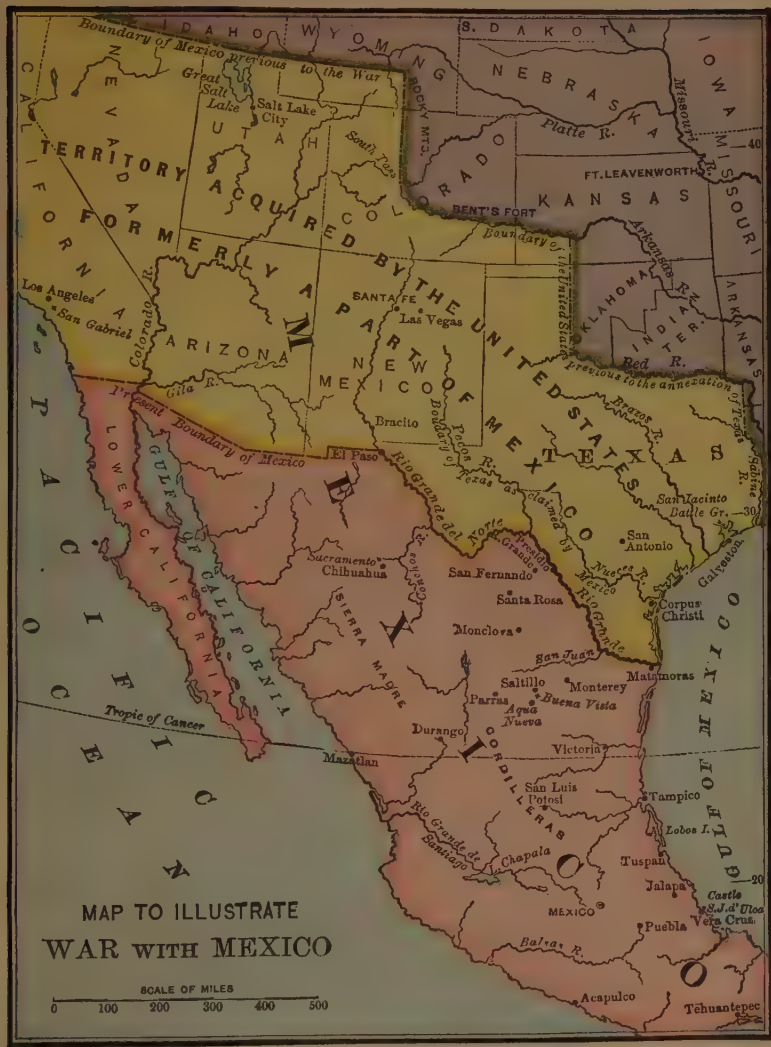 IDAHO
WYOMING
S. DAKOTA
IOWA
NEBRASKA
Boundary of Mexico previous to the War
NEVADA
CALIFORNIA
Great
Salt
Lake
Salt Lake
City
UTAH
ROCKY MTS.
South Pass
Platte R.
Missouri R.
40
MISSOURI
COLORADO
FT. LEAVENWORTH
KANSAS
BENT'S FORT
TERRITORY ACQUIRED BY THE UNITED STATES
FORMERLY A PART OF MEXICO
Boundary of the United States previous to the annexation of Texas
Arkansas R.
OKLAHOMA
INDIAN
TER.
ARKANSAS
Red R.
Los Angeles
San Gabriel
Colorado R.
ARIZONA
SANTA FE
Las Vegas
NEW
MEXICO
Gila R.
Present Boundary of Mexico
Bracito
El Paso
Pecos R.
Boundary of Texas as claimed by Mexico
Brazos R.
TEXAS
Sabine R.
San Jacinto
Battle Gr.
30
San
Antonio
Galveston
Nueces R.
Corpus
Christi
Rio Grande del Norte
Presidio
Grande
Rio Grande
LOWER CALIFORNIA
GULF OF CALIFORNIA
PACIFIC OCEAN
MEXICO
Sacramento
Chihuahua
Conchos R.
San Fernando
Santa Rosa
Monclova
SIERRA MADRE
San Juan
Matamoras
Saltillo
Monterey
Parras
Buena Vista
Agua
Nueva
GULF OF MEXICO
Tropic of Cancer
Mazatlan
Durango
CORDILLERAS
Victoria
San Luis
Potosi
Tampico
Lobos I.
Rio Grande de
Santiago
L. Chapala
Tuspan
20
Jalapa
Castle
S.J. d' Uloa
Vera Cruz
MEXICO
Puebla
Balsas R.
Acapulco
Tehuantepec
MAP TO ILLUSTRATE
WAR WITH MEXICO
SCALE OF MILES
0 100 200 300 400 500